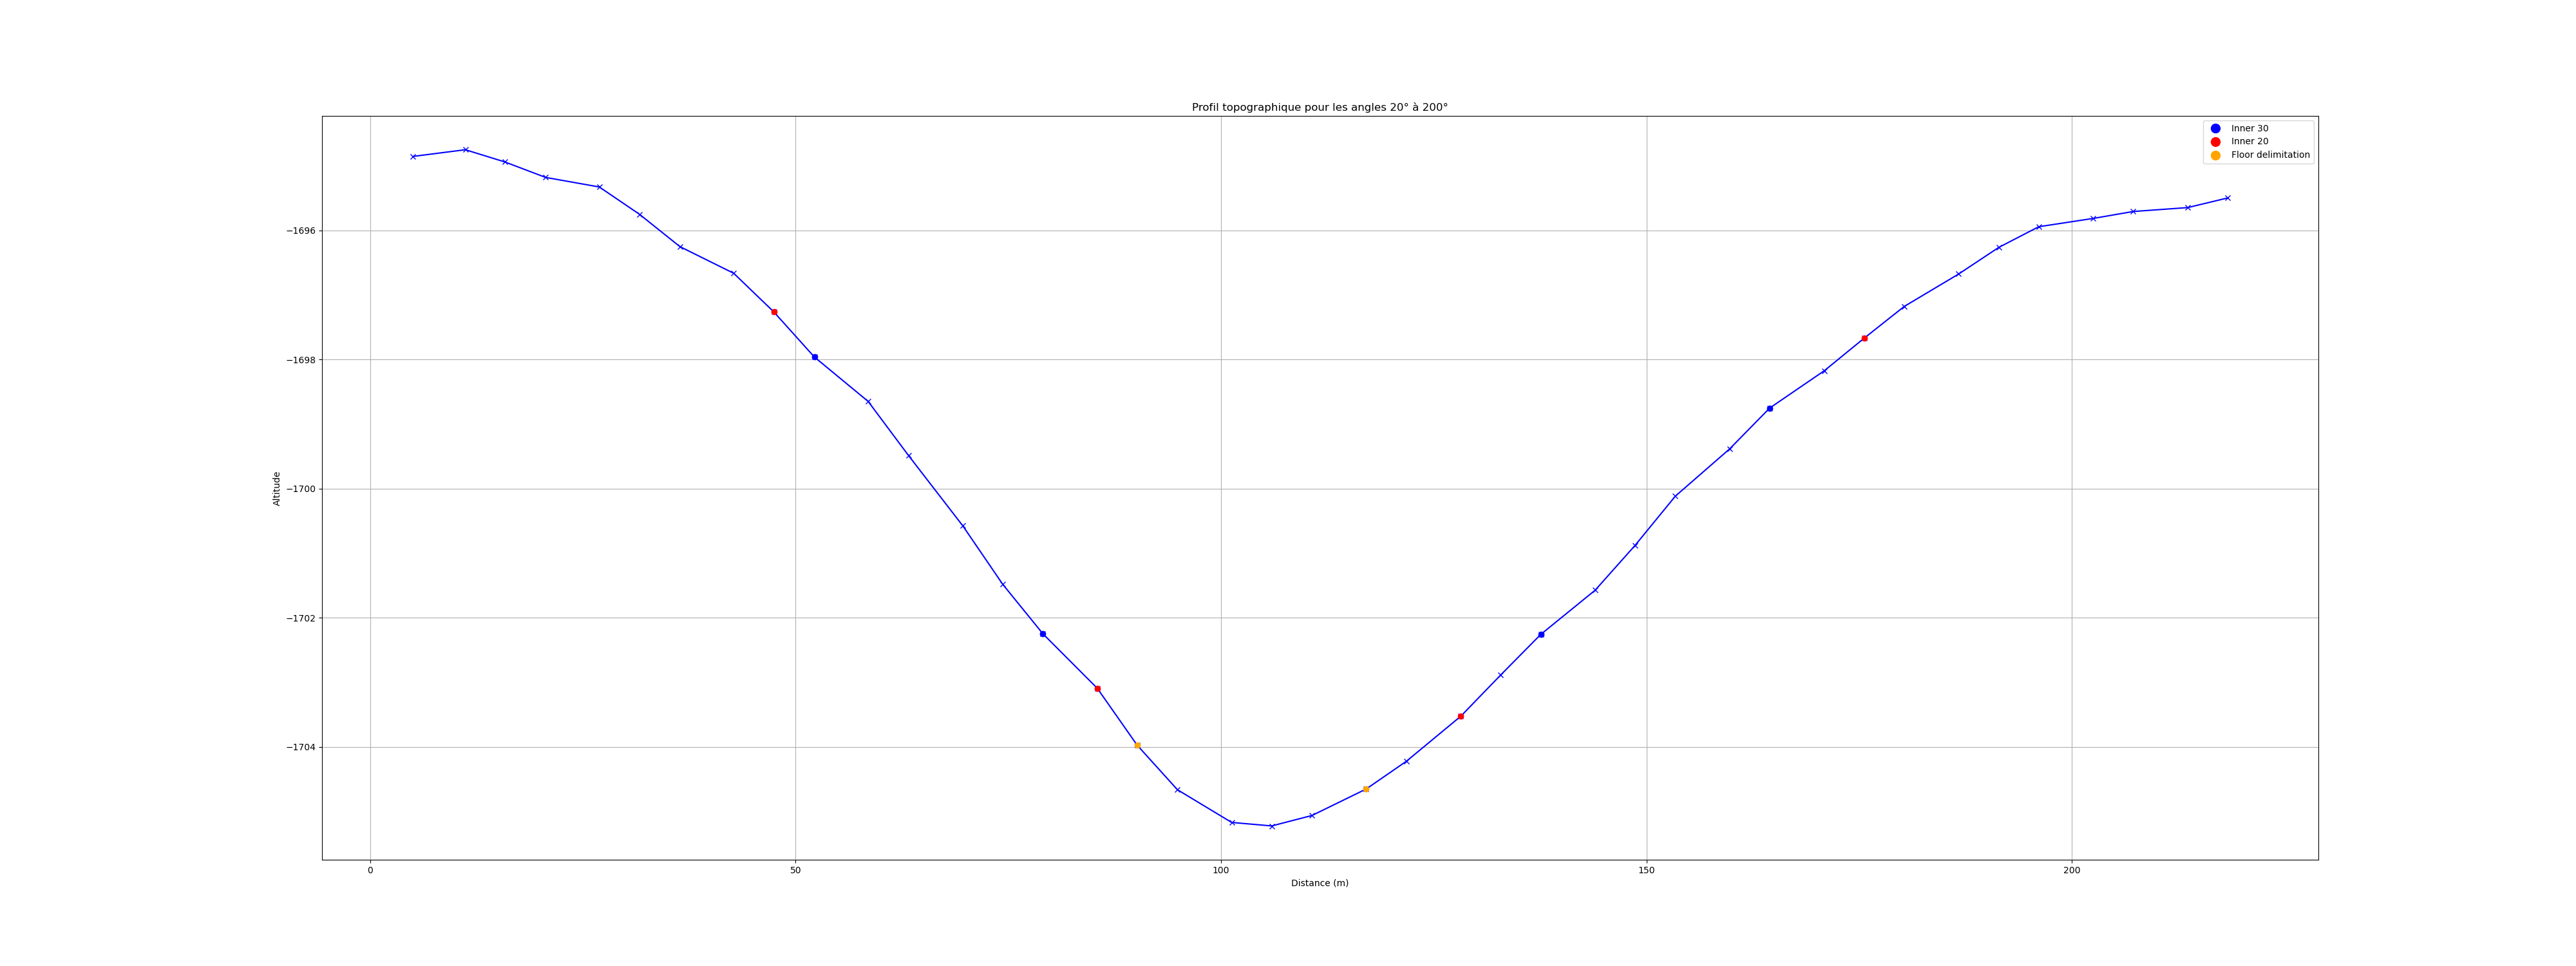 Profil topographique pour les angles 20° à 200°
Inner 30
Inner 20
Floor delimitation
Altitude
−1696
−1698
−1700
−1702
−1704
0 50 100 150 200
Distance (m)